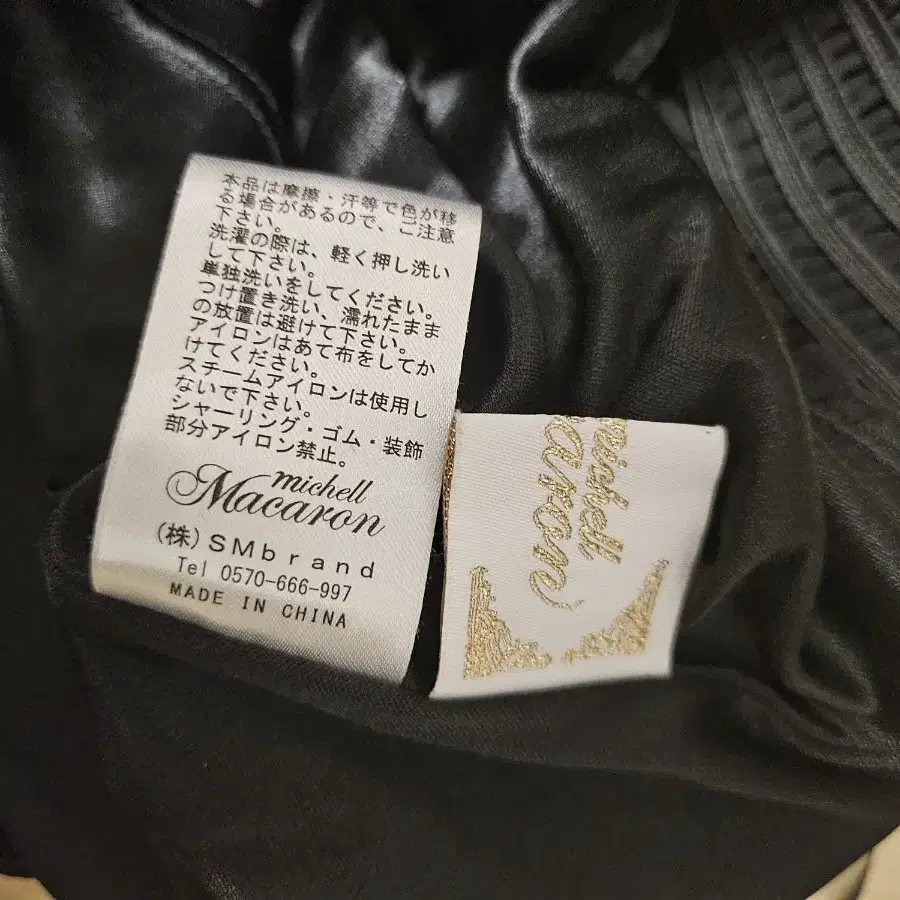 本品は摩擦・汗等で色が移
る場合があるので、ご注意
下さい。
洗濯の際は、軽く押し洗い
して下さい。
単独洗いをしてください。
つけ置き洗い、濡れたまま
の放置は避けて下さい。
アイロンはあて布をしてか
けてください。
スチームアイロンは使用し
ないで下さい。
シャーリング・ゴム・装飾
部分アイロン禁止。
michell
Macaron
(株)SMbrand
Tel 0570-666-997
MADE IN CHINA
michell
aron